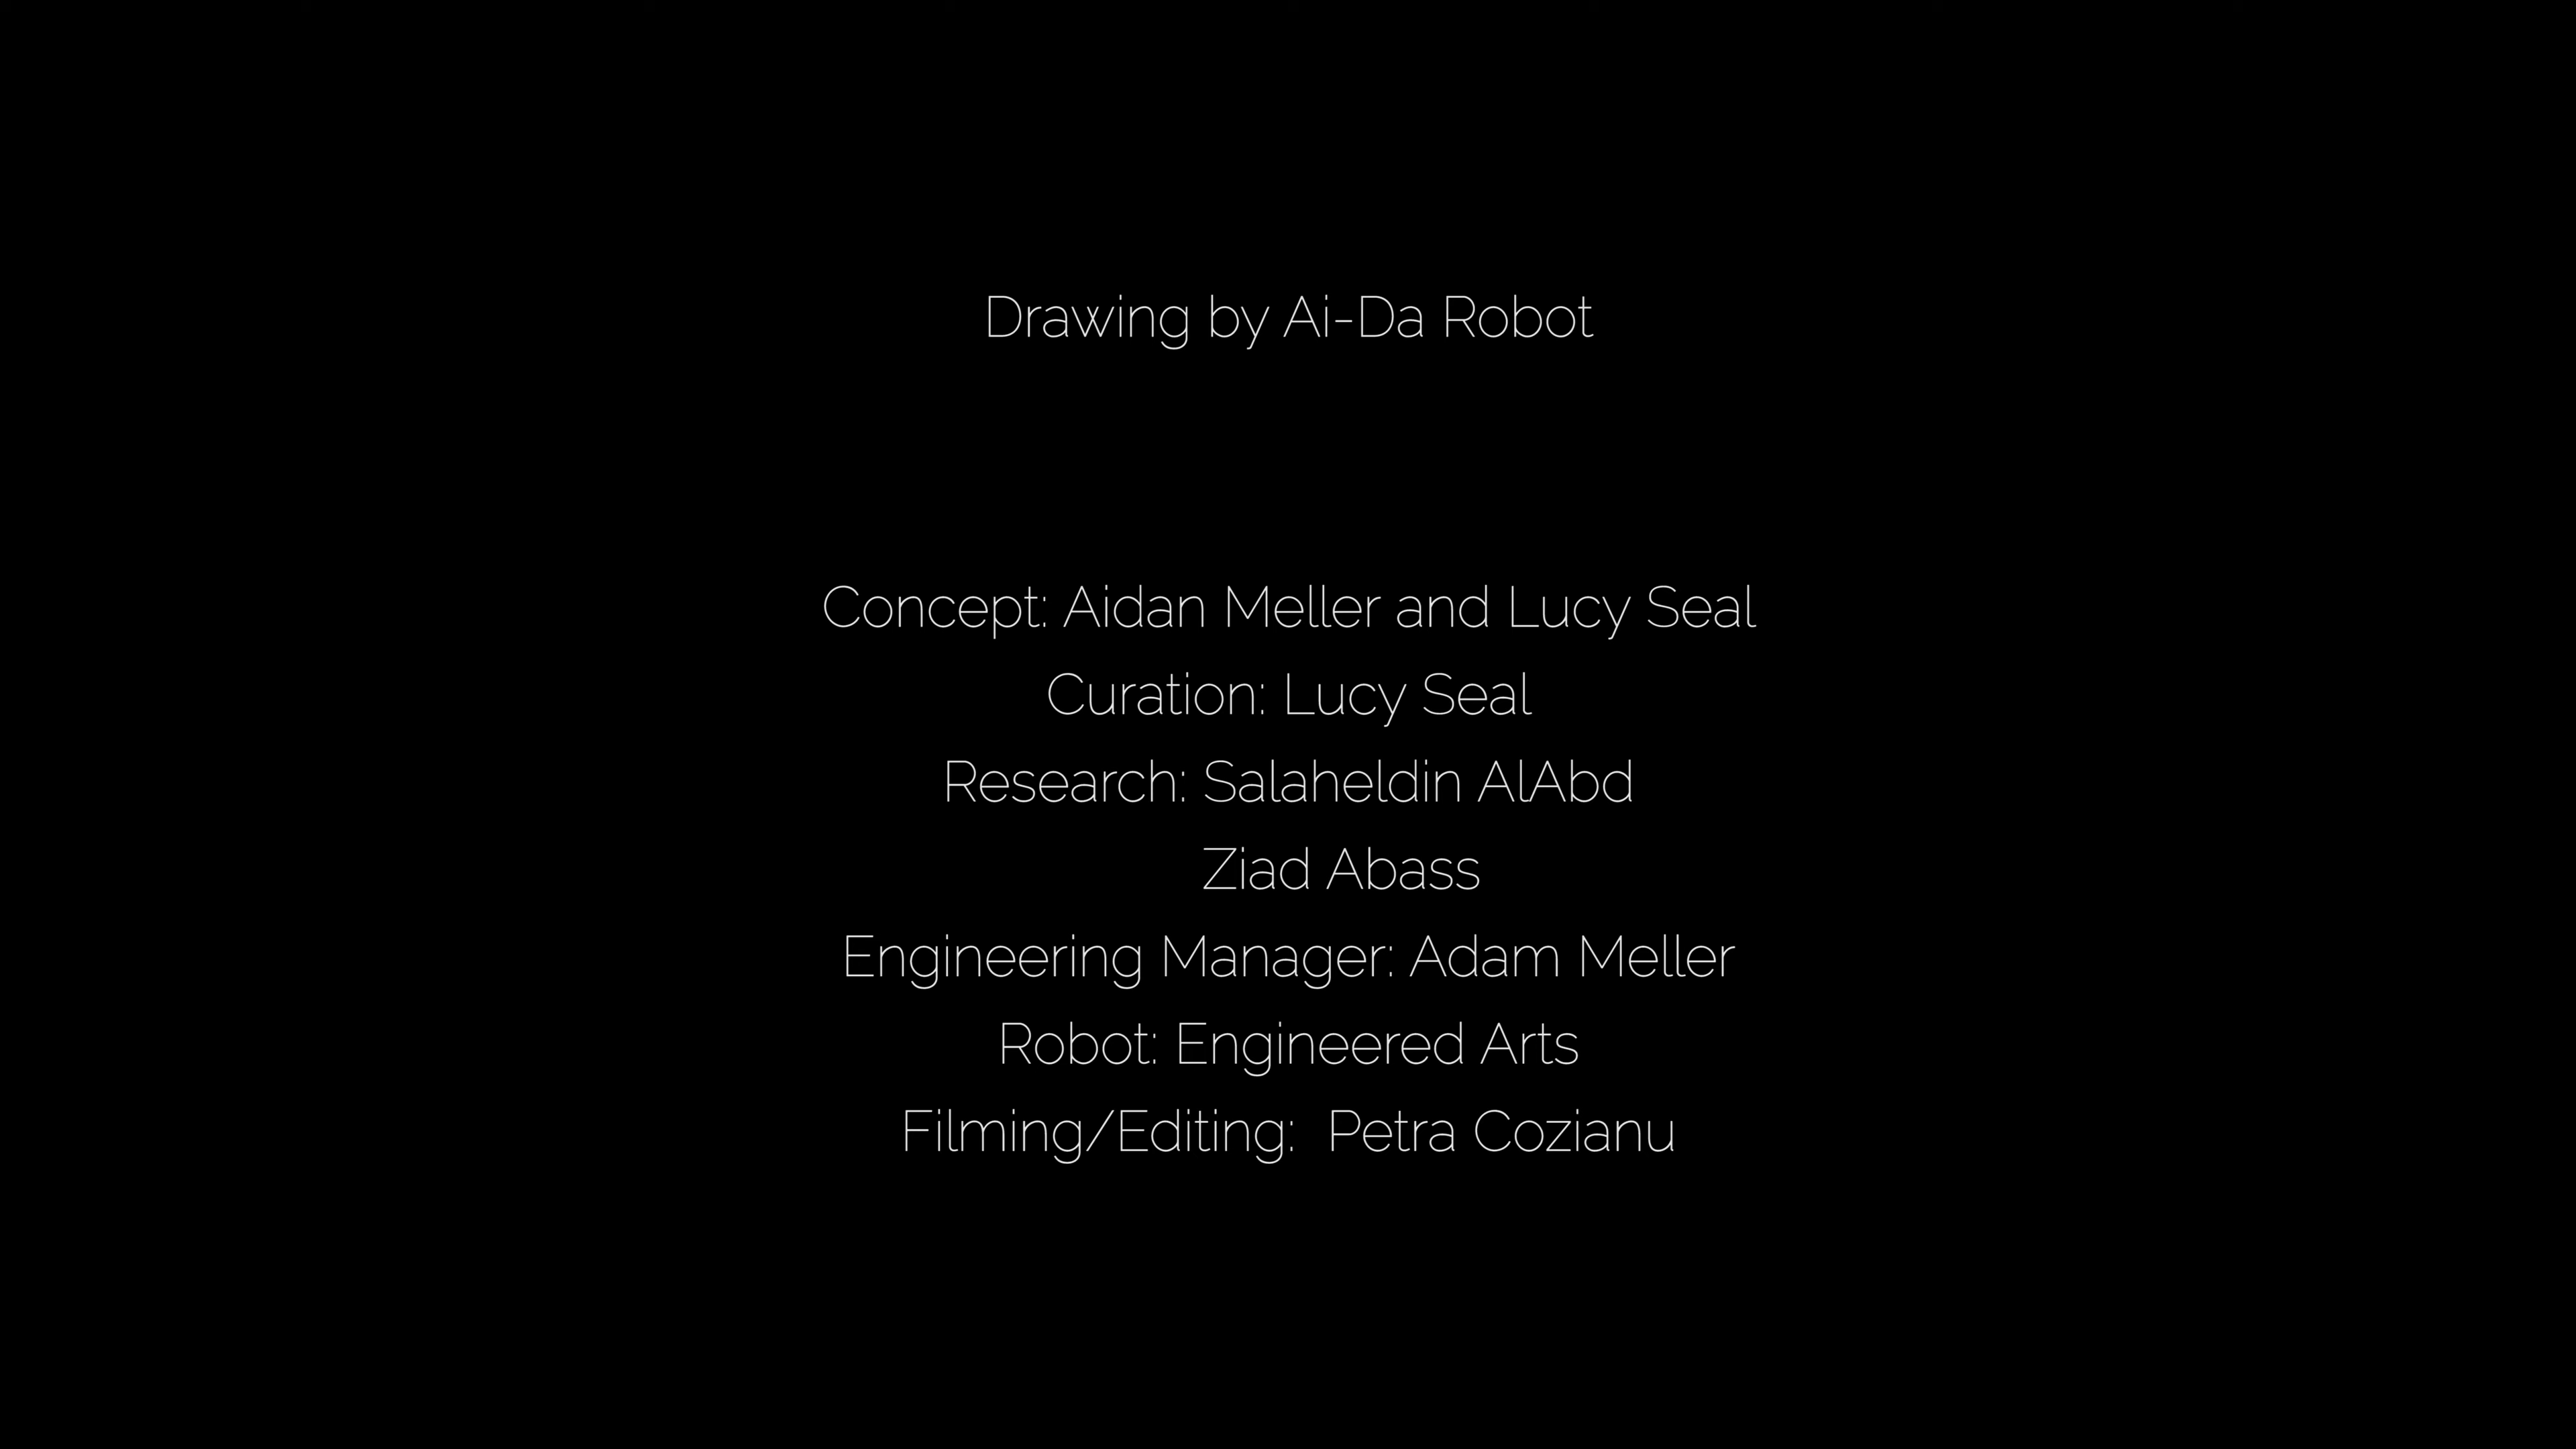 Drawing by Ai-Da Robot
Concept: Aidan Meller and Lucy Seal
Curation: Lucy Seal
Research: Salaheldin AlAbd
Ziad Abass
Engineering Manager: Adam Meller
Robot: Engineered Arts
Filming/Editing:  Petra Cozianu